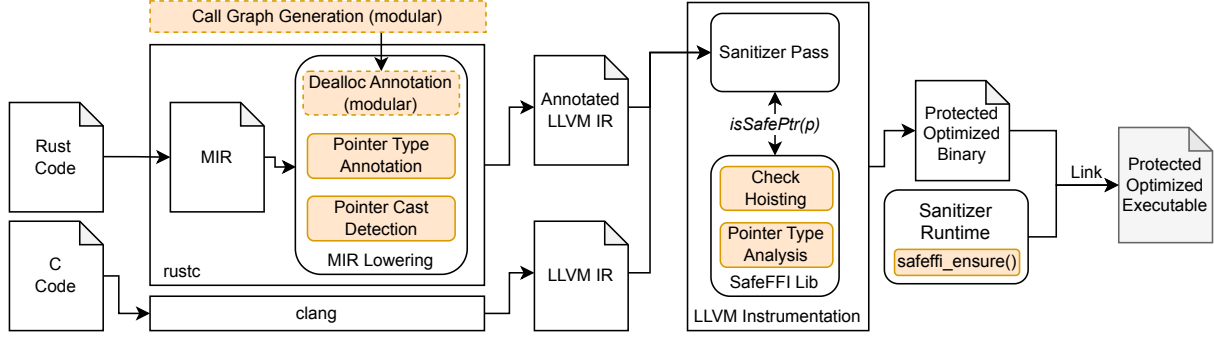 Call Graph Generation (modular)
Rust
Code
C
Code
MIR
Dealloc Annotation
(modular)
Pointer Type
Annotation
Pointer Cast
Detection
MIR Lowering
rustc
clang
Annotated
LLVM IR
LLVM IR
Sanitizer Pass
isSafePtr(p)
Check
Hoisting
Pointer Type
Analysis
SafeFFI Lib
LLVM Instrumentation
Protected
Optimized
Binary
Sanitizer
Runtime
safeffi_ensure()
Link
Protected
Optimized
Executable